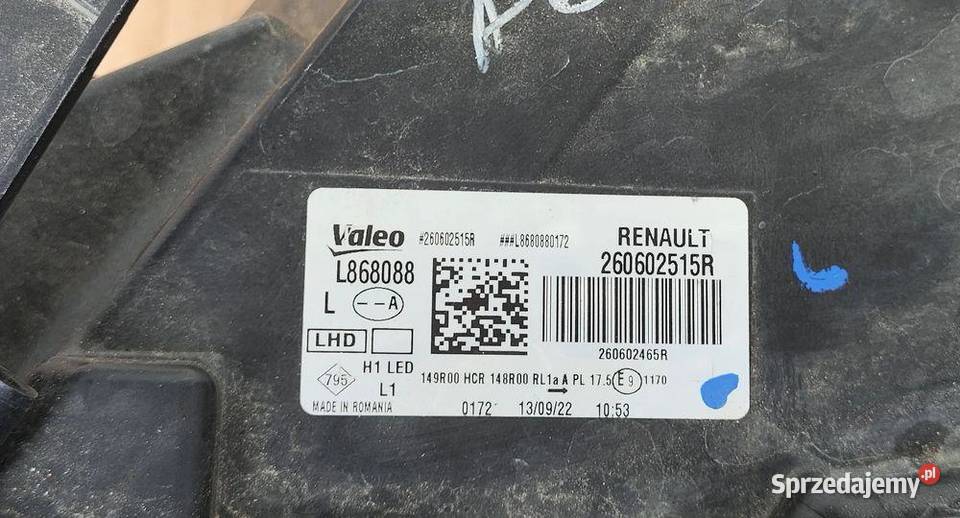 Valeo #260602515R ###L8680880172 RENAULT
L868088 260602515R
L --A
LHD 260602465R
H1 LED 149R00 HCR 148R00 RL1a A PL 17.5 E9 1170
795 L1
MADE IN ROMANIA 0172 13/09/22 10:53
Sprzedajemy.pl